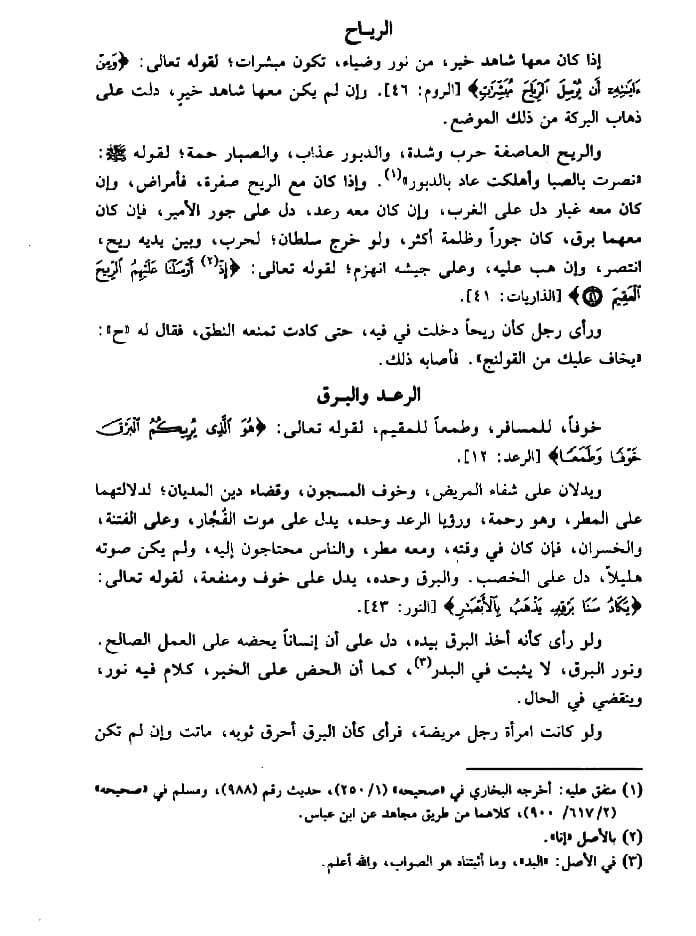 الريـاح
إذا كان معها شاهد خير، من نور وضياء، تكون مبشرات؛ لقوله تعالى: ﴿وَمِنْ
ءَايَٰنِهِۦٓ أَن يُرْسِلَ ٱلرِّيَاحَ مُبَشِّرَٰتٍ﴾ [الروم: ٤٦]. وإن لم يكن معها شاهد خيرٍ، دلت على
ذهاب البركة من ذلك الموضع.
والريح العاصفة حرب وشدة، والدبور عذاب، والصبار حمة؛ لقوله ﷺ:
«نصرت بالصبا وأهلكت عاد بالدبور»(١). وإذا كان مع الريح صفرة، فأمراض، وإن
كان معه غبار دل على الغرب، وإن كان معه رعد، دل على جور الأمير، فإن كان
معهما برق، كان جوراً وظلمة أكثر، ولو خرج سلطان؛ لحرب، وبين يديه ريح،
انتصر، وإن هب عليه، وعلى جيشه انهزم؛ لقوله تعالى: ﴿إِذْ(٢) أَرْسَلْنَا عَلَيْهِمُ ٱلرِّيحَ
ٱلْعَقِيمَ ﴿٤١﴾﴾ [الذاريات: ٤١].
ورأى رجل كأن ريحاً دخلت في فيه، حتى كادت تمنعه النطق، فقال له «ح»:
«يخاف عليك من القولنج». فأصابه ذلك.
الرعـد والبـرق
خوفاً، للمسافر، وطمعاً للمقيم، لقوله تعالى: ﴿هُوَ ٱلَّذِى يُرِيكُمُ ٱلْبَرْقَ
خَوْفًا وَطَمَعًا﴾ [الرعد: ١٢].
ويدلان على شفاء المريض، وخوف المسجون، وقضاء دين المديان؛ لدلالتهما
على المطر، وهو رحمة، ورؤيا الرعد وحده، يدل على موت الفُجَّار، وعلى الفتنة،
والخسران، فإن كان في وقته، ومعه مطر، والناس محتاجون إليه، ولم يكن صوته
هليلاً، دل على الخصب. والبرق وحده، يدل على خوف ومنفعة، لقوله تعالى:
﴿يَكَادُ سَنَا بَرْقِهِۦ يَذْهَبُ بِٱلْأَبْصَٰرِ﴾ [النور: ٤٣].
ولو رأى كأنه أخذ البرق بيده، دل على أن إنساناً يحضه على العمل الصالح.
ونور البرق، لا يثبت في البدر(٣)، كما أن الحض على الخير، كلام فيه نور،
وينقضي في الحال.
ولو كانت امرأة رجل مريضة، فرأى كأن البرق أحرق ثوبه، ماتت وإن لم تكن
(١) متفق عليه: أخرجه البخاري في «صحيحه» (٢٥٠/١)، حديث رقم (٩٨٨)، ومسلم في «صحيحه»
(٦١٧/٢/ ٩٠٠)، كلاهما من طريق مجاهد عن ابن عباس.
(٢) بالأصل «إنا».
(٣) في الأصل: «البد»، وما أثبتناه هو الصواب، والله أعلم.